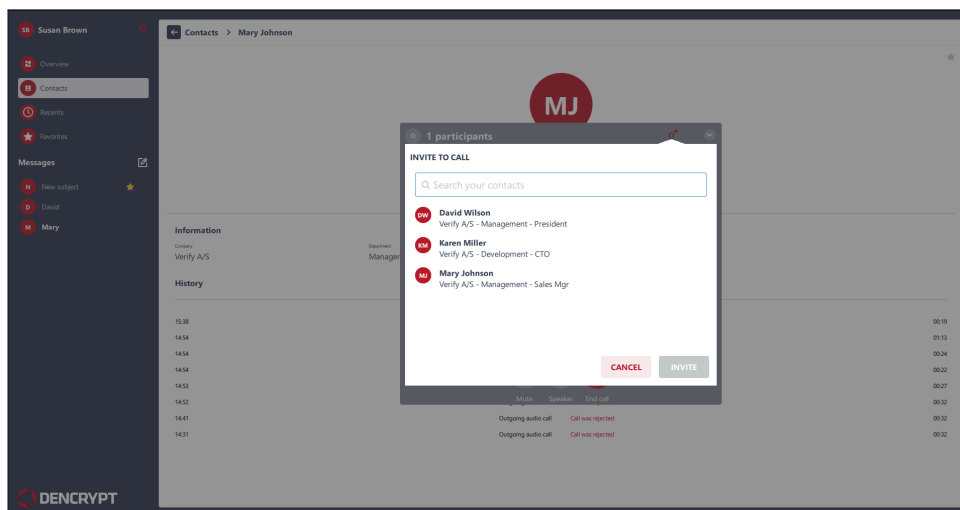 SB Susan Brown
Overview
Contacts
Recents
Favorites
Messages
N New subject
D David
M Mary
DENCRYPT
Contacts > Mary Johnson
MJ
1 participants
INVITE TO CALL
Search your contacts
DW David Wilson
Verify A/S - Management - President
KM Karen Miller
Verify A/S - Development - CTO
MJ Mary Johnson
Verify A/S - Management - Sales Mgr
CANCEL INVITE
Mute Speaker End call
Information
Company Department
Verify A/S
History
15:38 00:19
14:54 01:13
14:54 00:24
14:54 00:22
14:53 00:27
14:52 00:32
14:41 Outgoing audio call Call was rejected 00:32
14:31 Outgoing audio call Call was rejected 00:32